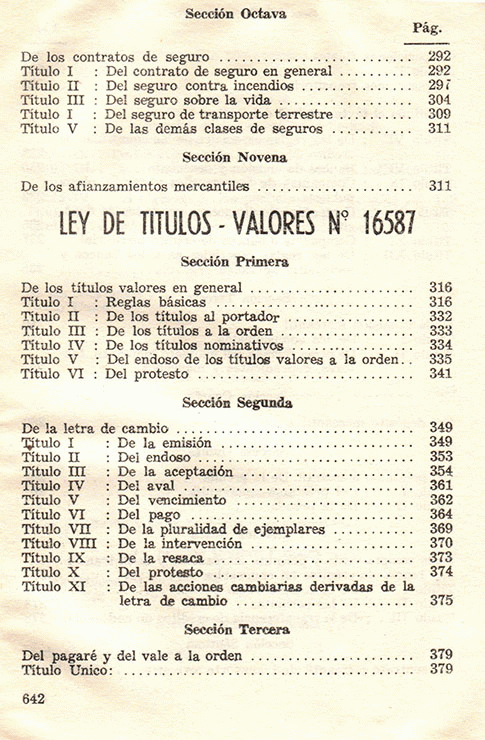 Sección Octava
Pág.
De los contratos de seguro ........................ 292
Título I : Del contrato de seguro en general .......... 292
Título II : Del seguro contra incendios ............... 297
Título III : Del seguro sobre la vida ................. 304
Título I : Del seguro de transporte terrestre ........... 309
Título V : De las demás clases de seguros ............ 311
Sección Novena
De los afianzamientos mercantiles .................. 311
LEY DE TITULOS - VALORES Nº 16587
Sección Primera
De los títulos valores en general .................... 316
Título I : Reglas básicas ........................ 316
Título II : De los títulos al portador ................ 332
Título III : De los títulos a la orden ................ 333
Título IV : De los títulos nominativos ................ 334
Título V : Del endoso de los títulos valores a la orden.. 335
Título VI : Del protesto .......................... 341
Sección Segunda
De la letra de cambio ............................ 349
Título I : De la emisión ........................ 349
Título II : Del endoso .......................... 353
Título III : De la aceptación ...................... 354
Título IV : Del aval ............................ 361
Título V : Del vencimiento ...................... 362
Título VI : Del pago ............................ 364
Título VII : De la pluralidad de ejemplares ........... 369
Título VIII : De la intervención .................... 370
Título IX : De la resaca ........................ 373
Título X : Del protesto ........................ 374
Título XI : De las acciones cambiarias derivadas de la
letra de cambio ...................... 375
Sección Tercera
Del pagaré y del vale a la orden .................... 379
Título Unico: .................................. 379
642